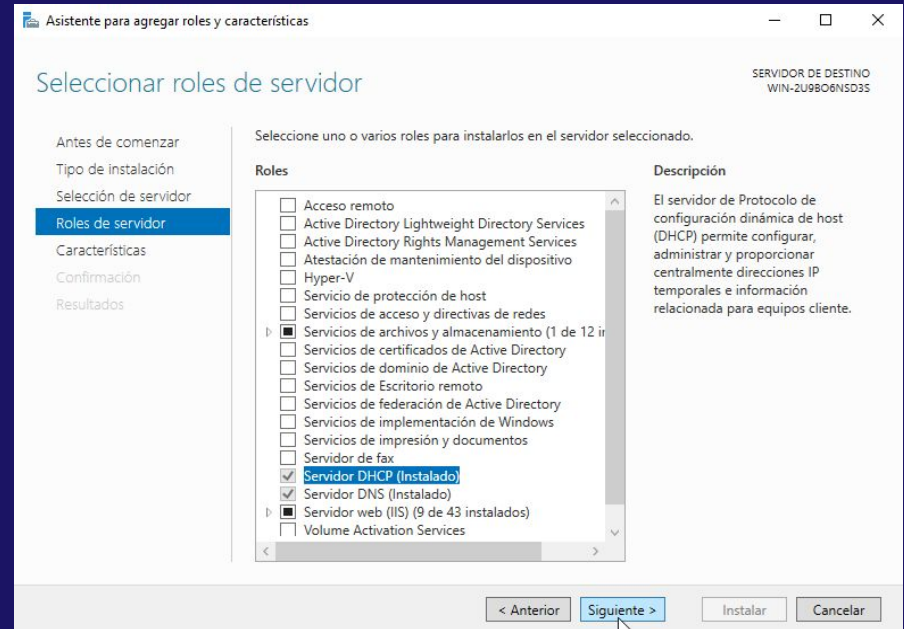 Asistente para agregar roles y características
Seleccionar roles de servidor
SERVIDOR DE DESTINO
WIN-2U9BO6NSD3S
Antes de comenzar
Tipo de instalación
Selección de servidor
Roles de servidor
Características
Confirmación
Resultados
Seleccione uno o varios roles para instalarlos en el servidor seleccionado.
Roles
Acceso remoto
Active Directory Lightweight Directory Services
Active Directory Rights Management Services
Atestación de mantenimiento del dispositivo
Hyper-V
Servicio de protección de host
Servicios de acceso y directivas de redes
Servicios de archivos y almacenamiento (1 de 12 ir
Servicios de certificados de Active Directory
Servicios de dominio de Active Directory
Servicios de Escritorio remoto
Servicios de federación de Active Directory
Servicios de implementación de Windows
Servicios de impresión y documentos
Servidor de fax
Servidor DHCP (Instalado)
Servidor DNS (Instalado)
Servidor web (IIS) (9 de 43 instalados)
Volume Activation Services
Descripción
El servidor de Protocolo de
configuración dinámica de host
(DHCP) permite configurar,
administrar y proporcionar
centralmente direcciones IP
temporales e información
relacionada para equipos cliente.
< Anterior
Siguiente >
Instalar
Cancelar